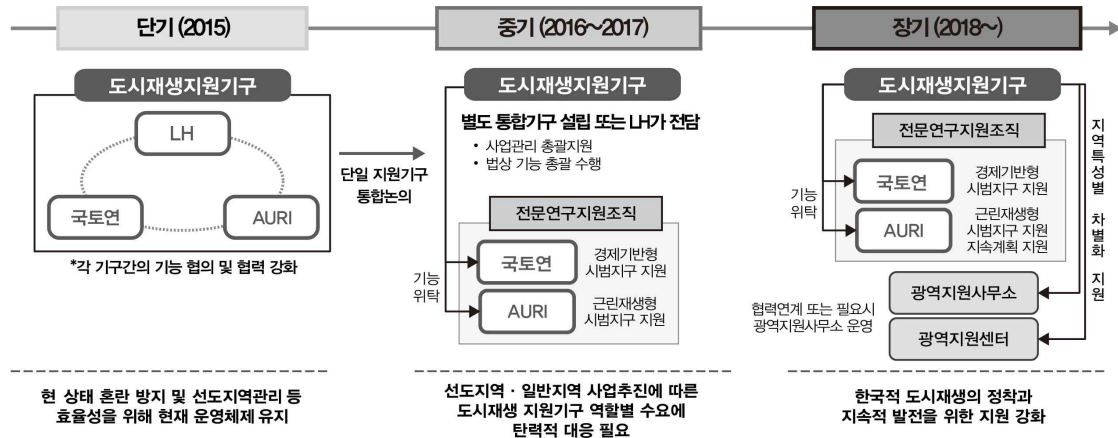 단기 (2015)
도시재생지원기구
LH
국토연
AURI
*각 기구간의 기능 협의 및 협력 강화
현 상태 혼란 방지 및 선도지역관리 등
효율성을 위해 현재 운영체제 유지
단일 지원기구
통합논의
중기 (2016~2017)
도시재생지원기구
별도 통합기구 설립 또는 LH가 전담
• 사업관리 총괄지원
• 법상 기능 총괄 수행
전문연구지원조직
기능
위탁
국토연
경제기반형
시범지구 지원
AURI
근린재생형
시범지구 지원
선도지역 · 일반지역 사업추진에 따른
도시재생 지원기구 역할별 수요에
탄력적 대응 필요
장기 (2018~)
도시재생지원기구
전문연구지원조직
기능
위탁
국토연
경제기반형
시범지구 지원
AURI
근린재생형
시범지구 지원
지속계획 지원
지역특성별 차별화 지원
협력연계 또는 필요시
광역지원사무소 운영
광역지원사무소
광역지원센터
한국적 도시재생의 정착과
지속적 발전을 위한 지원 강화